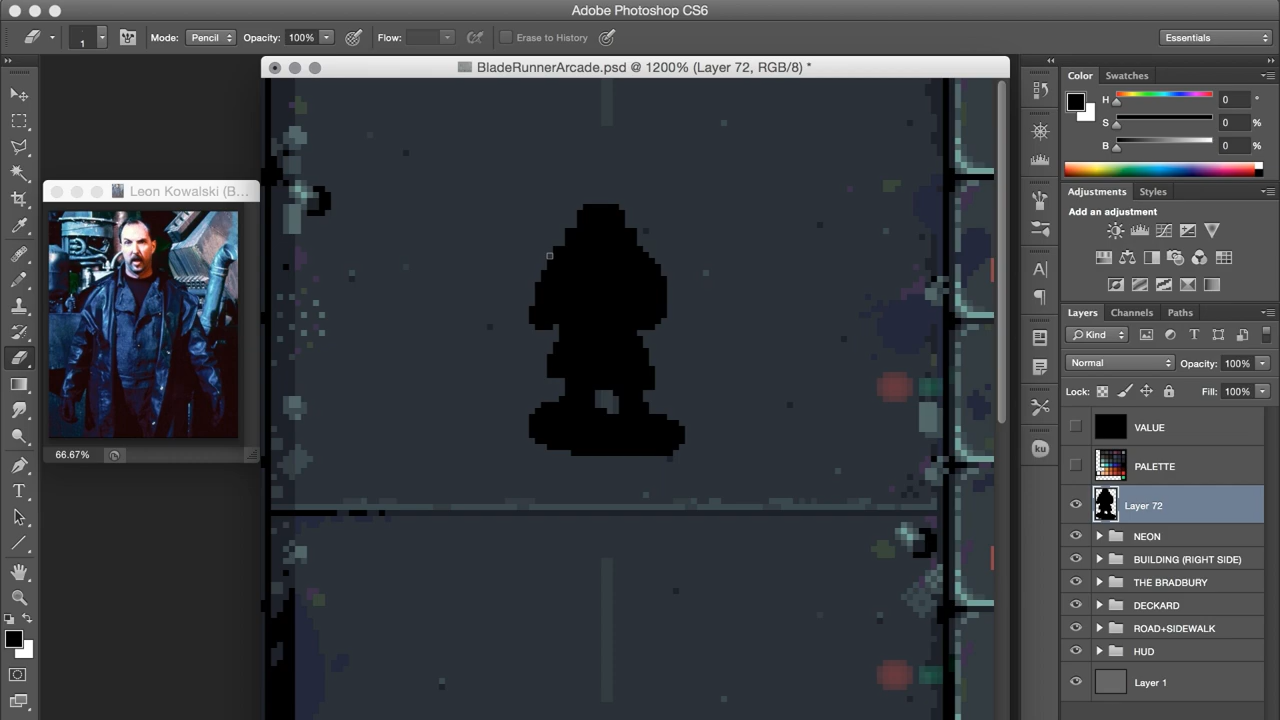 Adobe Photoshop CS6
1 Mode: Pencil Opacity: 100% Flow: Erase to History Essentials
BladeRunnerArcade.psd @ 1200% (Layer 72, RGB/8) *
Leon Kowalski (B...
66.67%
Color Swatches
H 0 °
S 0 %
B 0 %
Adjustments Styles
Add an adjustment
Layers Channels Paths
Kind
Normal Opacity: 100%
Lock: Fill: 100%
VALUE
PALETTE
Layer 72
NEON
BUILDING (RIGHT SIDE)
THE BRADBURY
DECKARD
ROAD+SIDEWALK
HUD
Layer 1
ku